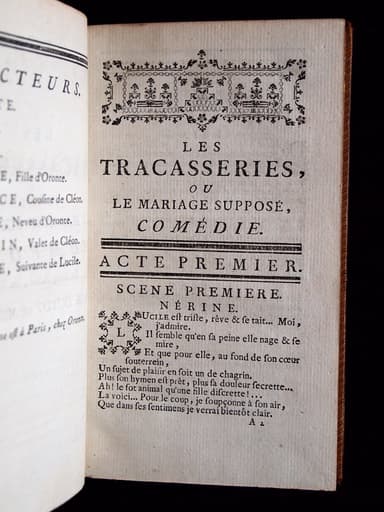 CTEURS.
TE.
E, Fille d'Oronte.
CE, Cousine de Cléon.
E, Neveu d'Oronte.
IN, Valet de Cléon.
E, Suivante de Lucile.
ne est à Paris, chez Oronte.
LES
TRACASSERIES,
OU
LE MARIAGE SUPPOSÉ,
COMÉDIE.
ACTE PREMIER.
SCENE PREMIERE.
NÉRINE.
LUCILE est triste, rêve & se tait... Moi,
j'admire.
Il semble qu'en sa peine elle nage & se
mire,
Et que pour elle, au fond de son cœur
souterrein,
Un sujet de plaisir en soit un de chagrin.
Plus son hymen est prêt, plus sa douleur secrette...
Ah! le sot animal qu'une fille discrette!...
La voici... Pour le coup, je soupçonne à son air,
Que dans ses sentimens je verrai bientôt clair.
A 2